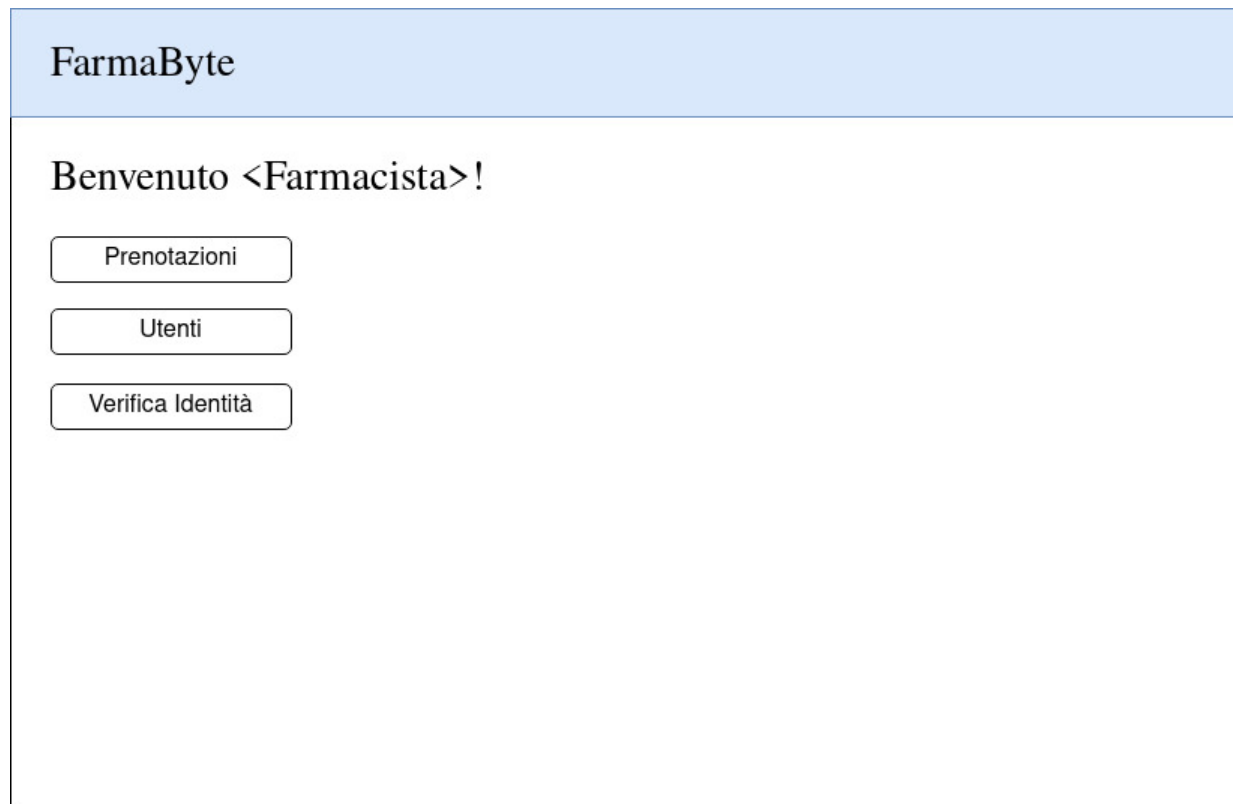 FarmaByte
Benvenuto <Farmacista>!
Prenotazioni
Utenti
Verifica Identità